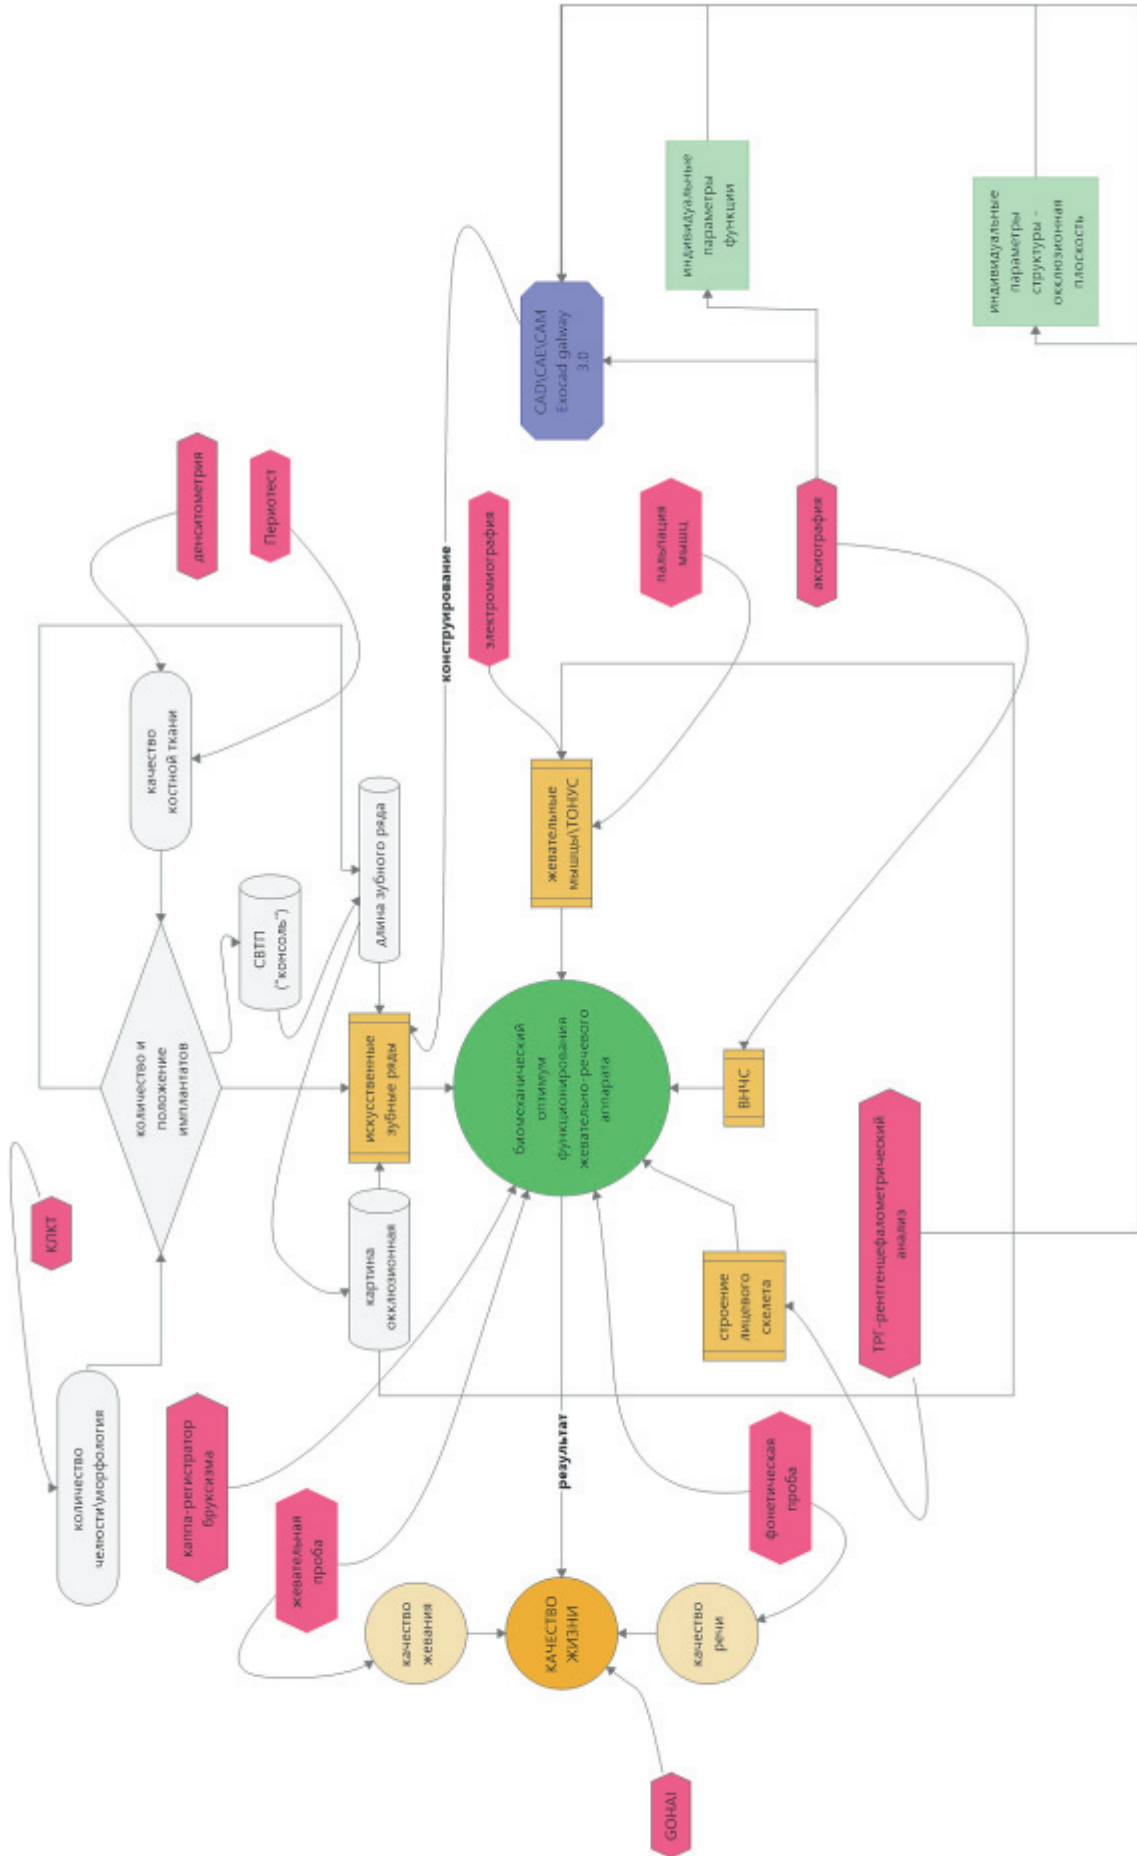 КЛКТ
количество
челюсти\морфология
количество и
положение
имплантатов
качество
костной ткани
денситометрия
Периотест
СВТП
("консоль")
длина зубного ряда
каппа-регистратор
бруксизма
жевательная
проба
картина
окклюзионная
искусственные
зубные ряды
конструирование
электромиография
качество
жевания
КАЧЕСТВО
ЖИЗНИ
качество
речи
GOHAI
результат
биомеханический
оптимум
функционирования
жевательно-речевого
аппарата
жевательные
мышцы\ТОНУС
CAD\CAE\CAM
Exocad galway
3.0
пальпация
мышц
индивидуальные
параметры
функции
фонетическая
проба
строение
лицевого
скелета
ВНЧС
аксиография
ТРГ-рентгенцефалометрический
анализ
индивидуальные
параметры
структуры -
окклюзионная
плоскость